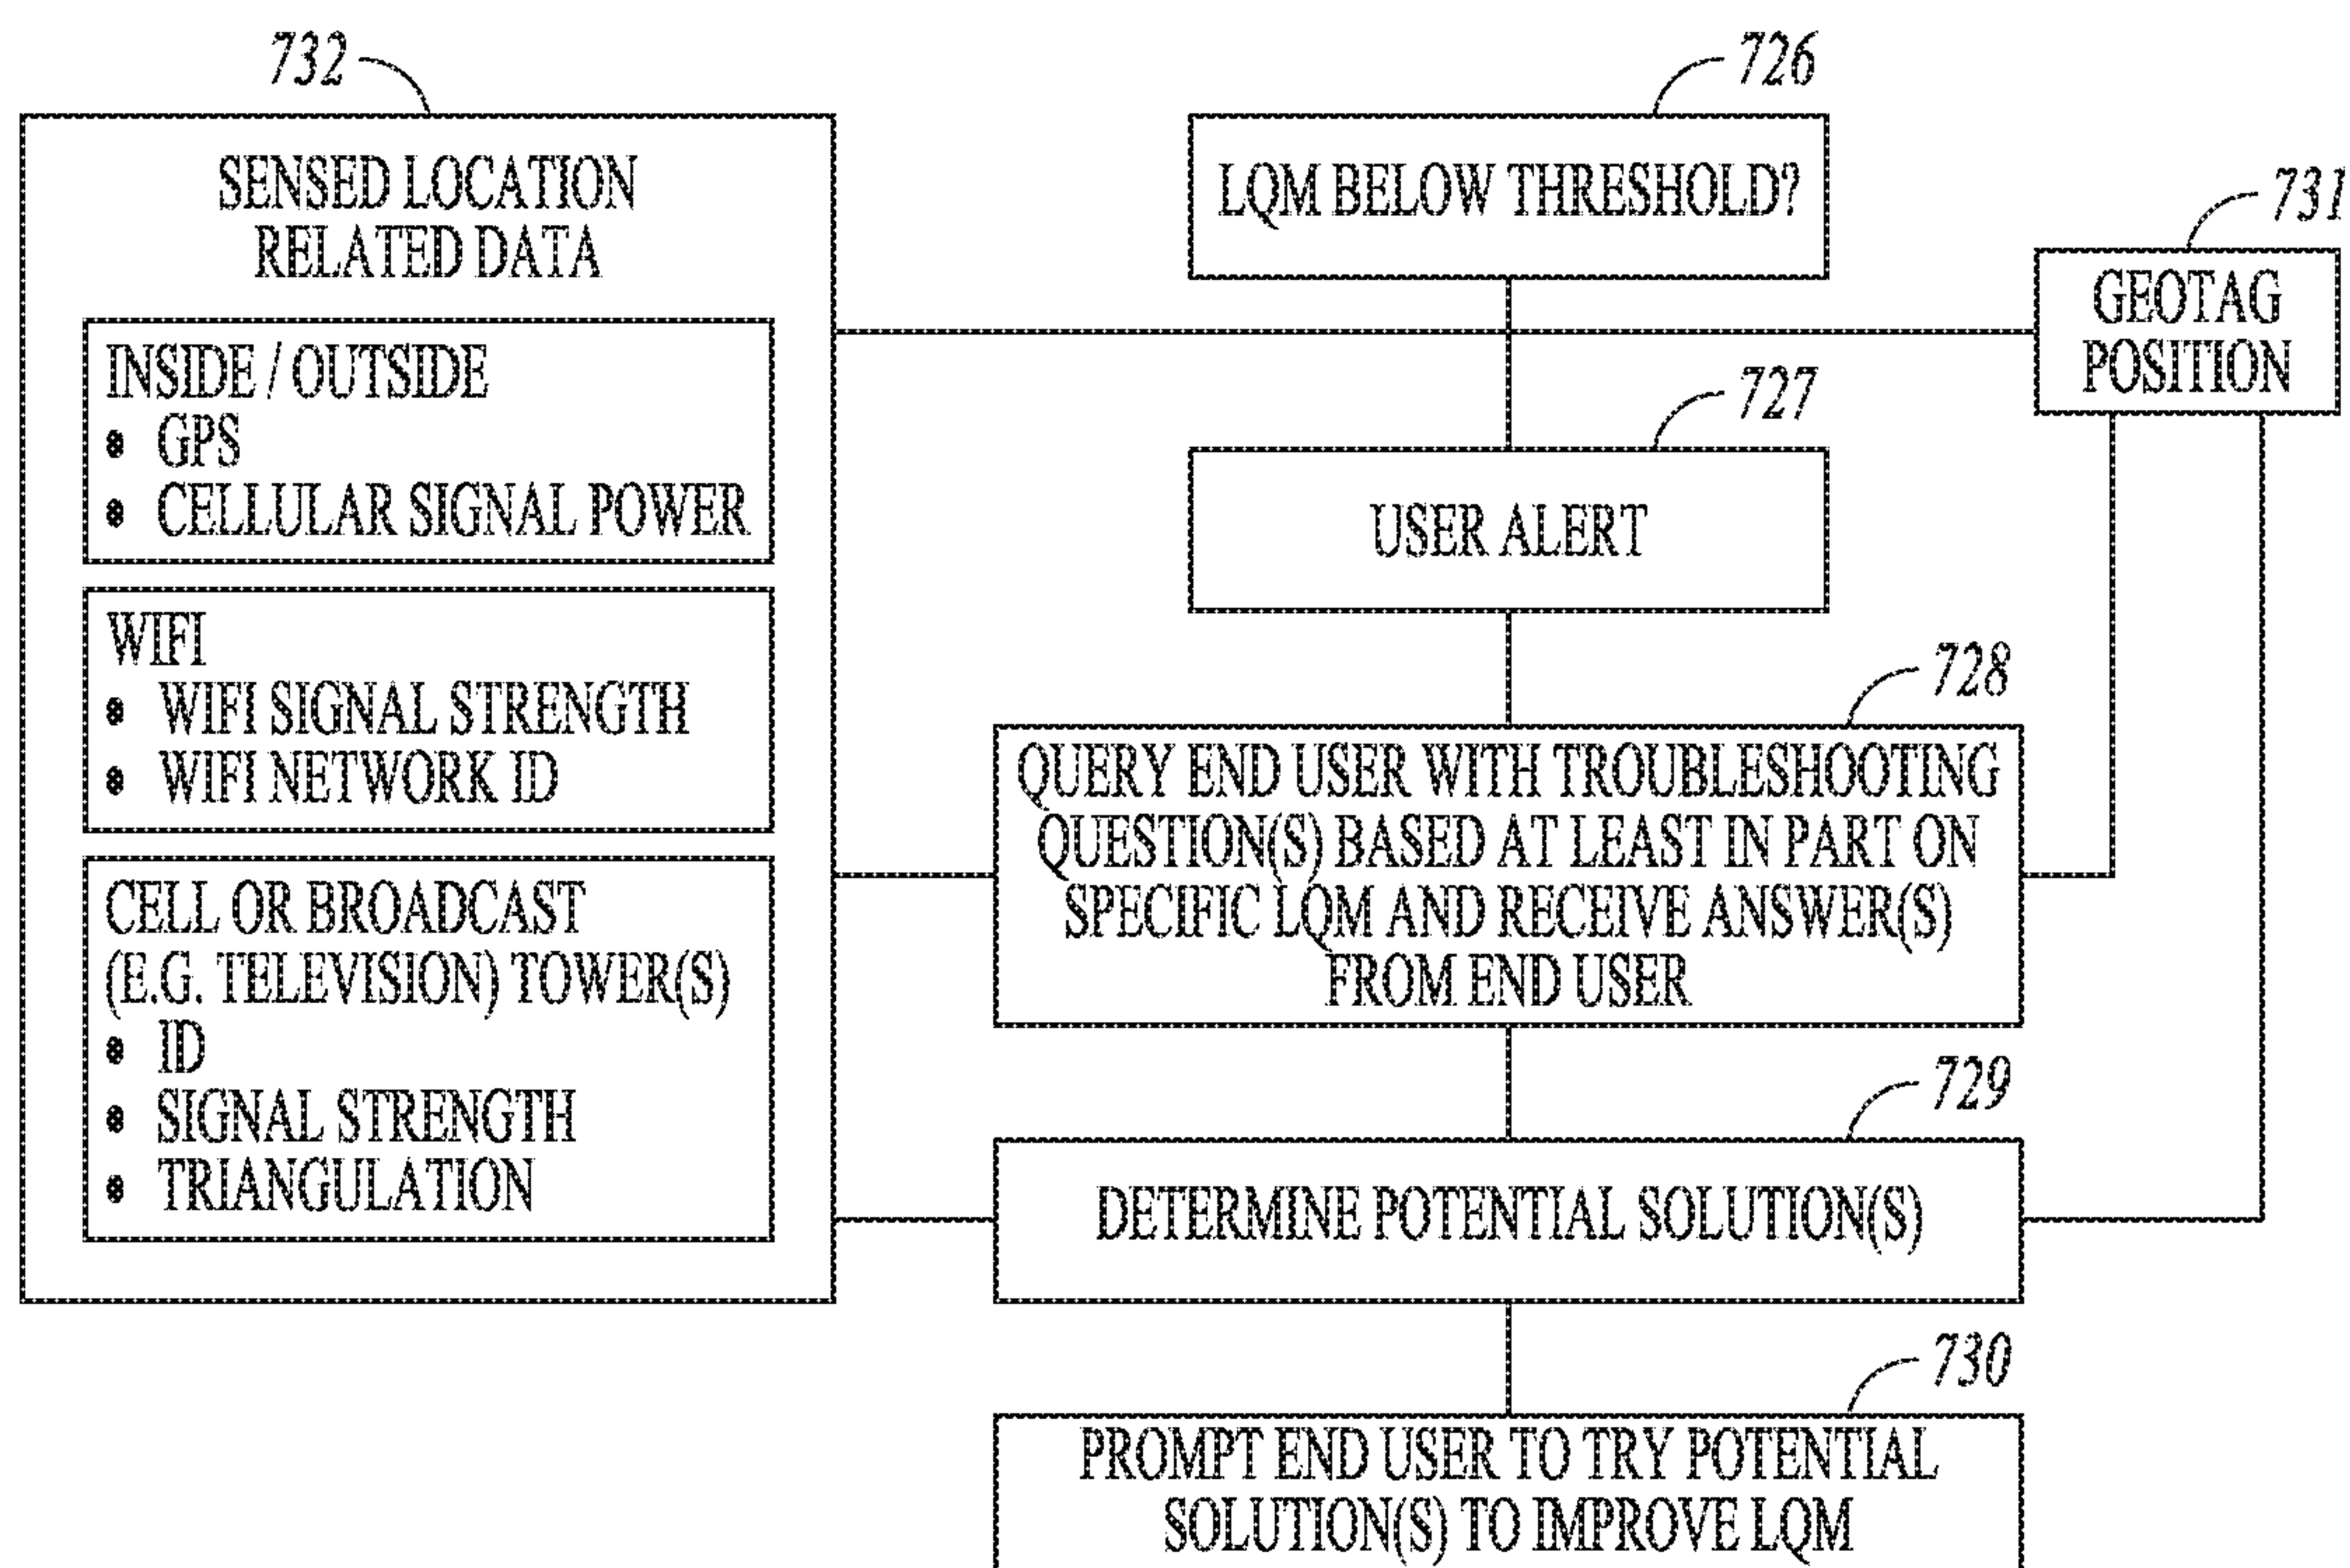 732
SENSED LOCATION
RELATED DATA
INSIDE / OUTSIDE
• GPS
• CELLULAR SIGNAL POWER
WIFI
• WIFI SIGNAL STRENGTH
• WIFI NETWORK ID
CELL OR BROADCAST
(E.G. TELEVISION) TOWER(S)
• ID
• SIGNAL STRENGTH
• TRIANGULATION
726
LQM BELOW THRESHOLD?
731
GEOTAG
POSITION
727
USER ALERT
728
QUERY END USER WITH TROUBLESHOOTING
QUESTION(S) BASED AT LEAST IN PART ON
SPECIFIC LQM AND RECEIVE ANSWER(S)
FROM END USER
729
DETERMINE POTENTIAL SOLUTION(S)
730
PROMPT END USER TO TRY POTENTIAL
SOLUTION(S) TO IMPROVE LQM